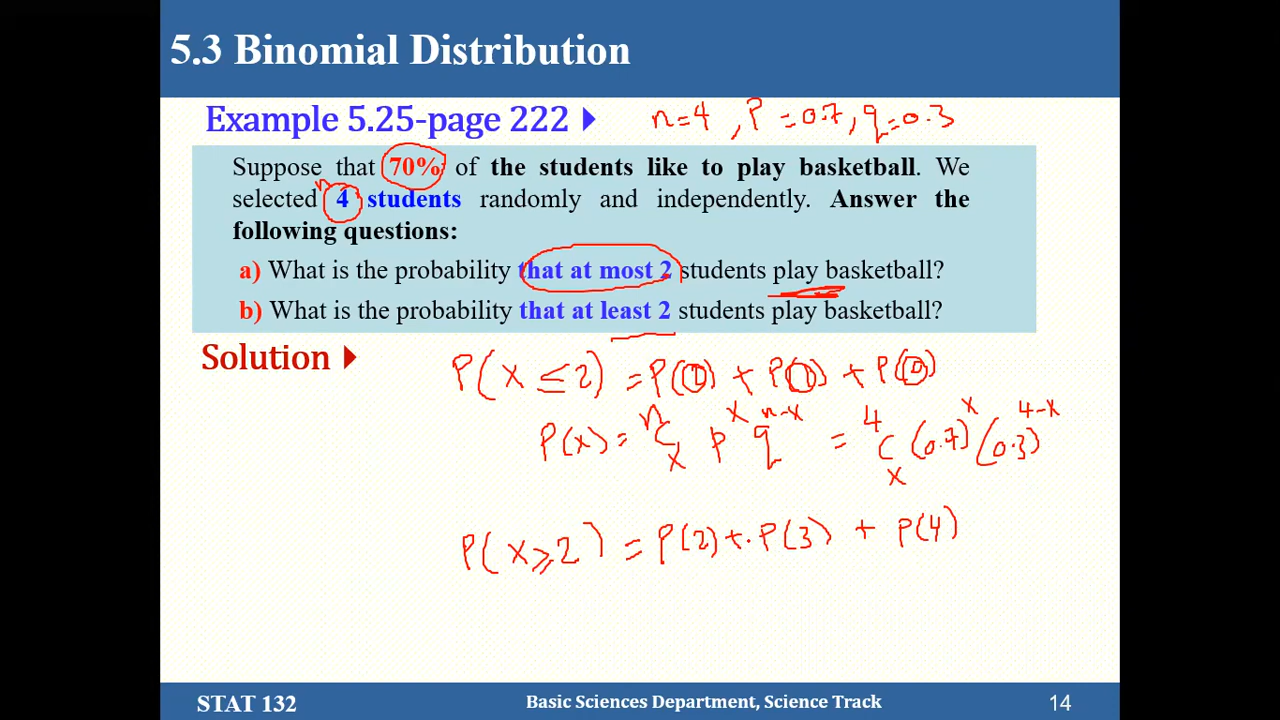 5.3 Binomial Distribution
Example 5.25-page 222
n=4 , P=0.7, q=0.3
Suppose that 70% of the students like to play basketball. We
n
selected 4 students randomly and independently. Answer the
following questions:
a) What is the probability that at most 2 students play basketball?
b) What is the probability that at least 2 students play basketball?
Solution
P(X ≤ 2) = P( ) + P(1) + P( )
P(x) = ⁿCₓ pˣ qⁿ⁻ˣ = ⁴Cₓ (0.7)ˣ (0.3)⁴⁻ˣ
P(X ≥ 2) = P(2) + P(3) + P(4)
STAT 132
Basic Sciences Department, Science Track
14